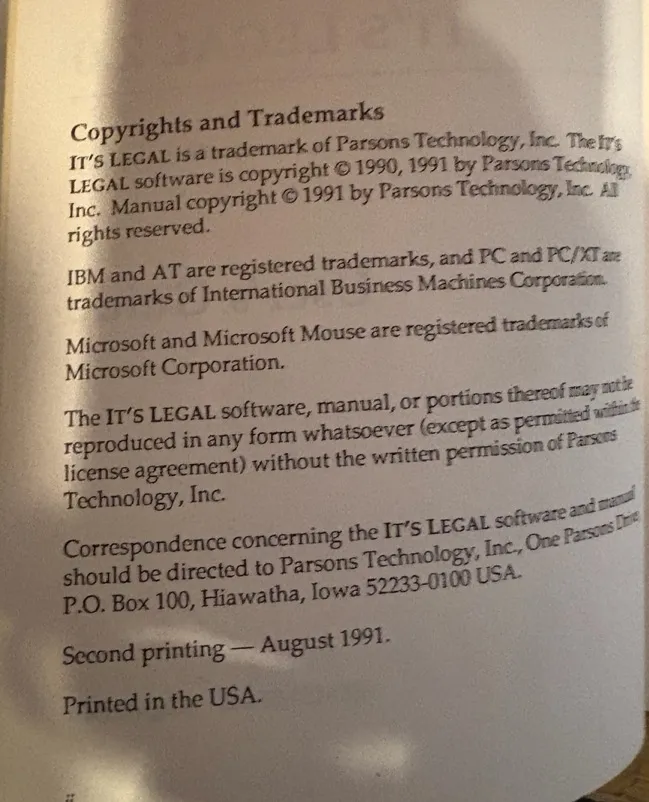 Copyrights and Trademarks
IT'S LEGAL is a trademark of Parsons Technology, Inc. The IT'S
LEGAL software is copyright © 1990, 1991 by Parsons Technology,
Inc. Manual copyright © 1991 by Parsons Technology, Inc. All
rights reserved.
IBM and AT are registered trademarks, and PC and PC/XT are
trademarks of International Business Machines Corporation.
Microsoft and Microsoft Mouse are registered trademarks of
Microsoft Corporation.
The IT'S LEGAL software, manual, or portions thereof may not be
reproduced in any form whatsoever (except as permitted within the
license agreement) without the written permission of Parsons
Technology, Inc.
Correspondence concerning the IT'S LEGAL software and manual
should be directed to Parsons Technology, Inc., One Parsons Drive,
P.O. Box 100, Hiawatha, Iowa 52233-0100 USA.
Second printing — August 1991.
Printed in the USA.